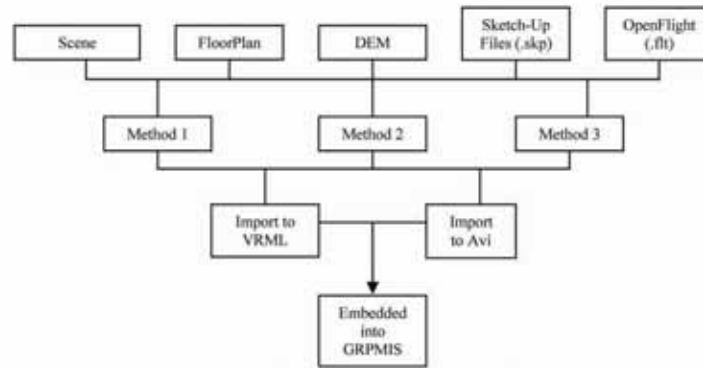 Scene
FloorPlan
DEM
Sketch-Up
Files (.skp)
OpenFlight
(.flt)
Method 1
Method 2
Method 3
Import to
VRML
Import
to Avi
Embedded
into
GRPMIS